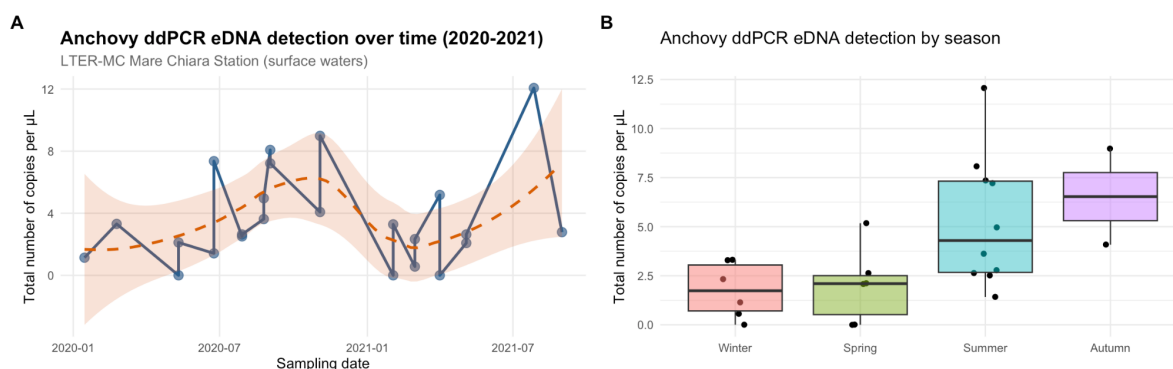 A
Anchovy ddPCR eDNA detection over time (2020-2021)
LTER-MC Mare Chiara Station (surface waters)
Total number of copies per µL
12
8
4
0
2020-01
2020-07
2021-01
2021-07
Sampling date
B
Anchovy ddPCR eDNA detection by season
Total number of copies per µL
12.5
10.0
7.5
5.0
2.5
0.0
Winter
Spring
Summer
Autumn